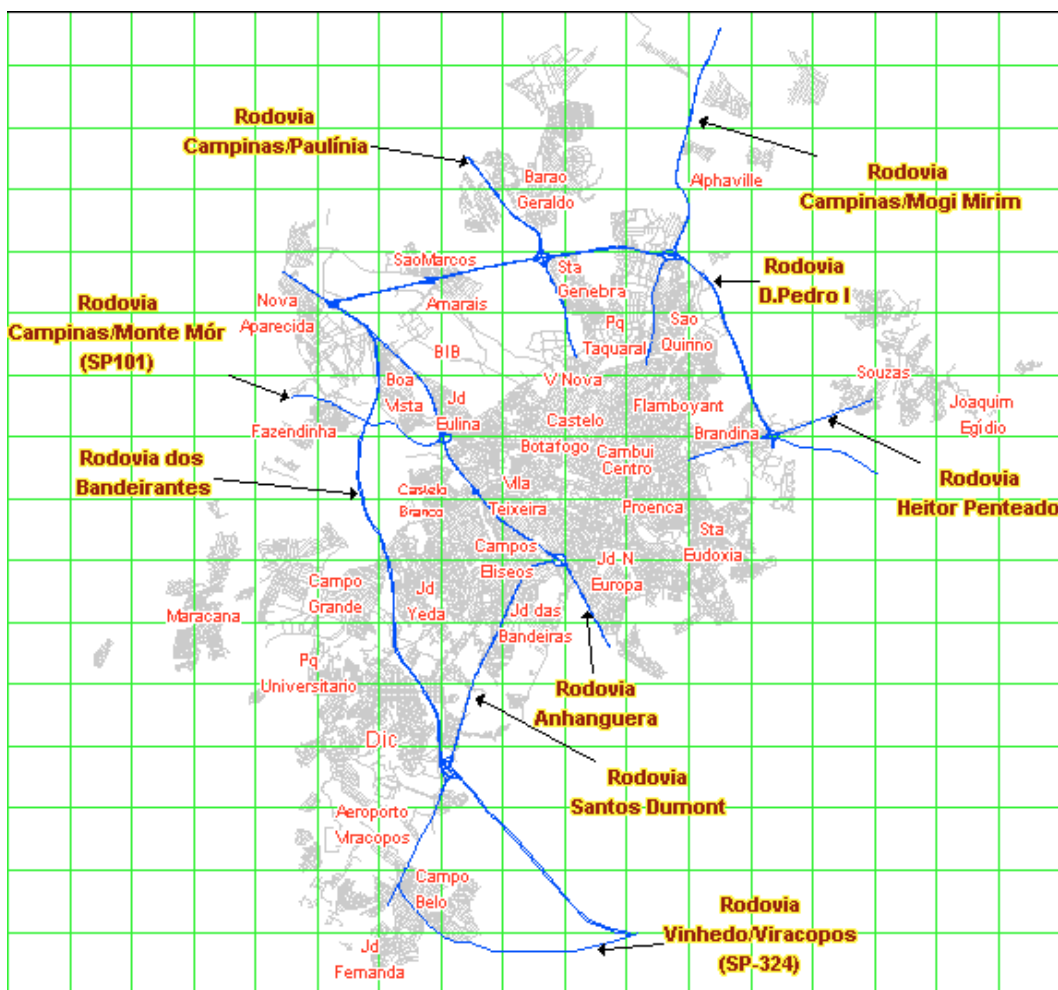 Rodovia
Campinas/Paulínia
Barao
Geraldo
Alphaville
Rodovia
Campinas/Mogi Mirim
SaoMarcos
Amarais
Sta
Genebra
Rodovia
D.Pedro I
Nova
Aparecida
Rodovia
Campinas/Monte Mór
(SP101)
Pq
Taquaral
Sao
Quirino
BIB
Boa
Vista
Jd
Eulina
V Nova
Castelo
Botafogo
Flamboyant
Cambui
Centro
Brandina
Souzas
Joaquim
Egidio
Fazendinha
Rodovia dos
Bandeirantes
Castelo
Branco
Vila
Teixeira
Proenca
Sta
Eudoxia
Rodovia
Heitor Penteado
Campos
Eliseos
Jd N
Europa
Campo
Grande
Jd
Yeda
Jd das
Bandeiras
Maracana
Pq
Universitario
Rodovia
Anhanguera
Dic
Rodovia
Santos Dumont
Aeroporto
Viracopos
Campo
Belo
Rodovia
Vinhedo/Viracopos
(SP-324)
Jd
Fernanda